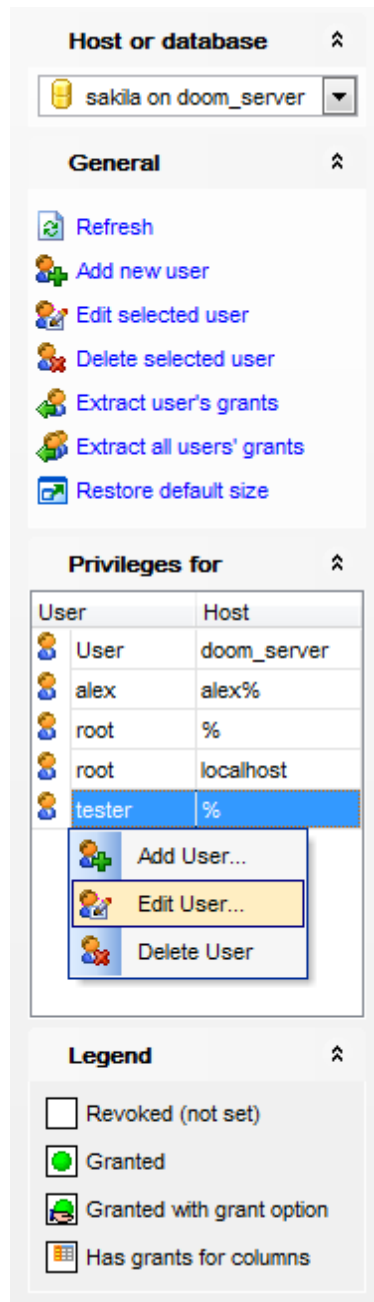 Host or database
sakila on doom_server
General
Refresh
Add new user
Edit selected user
Delete selected user
Extract user's grants
Extract all users' grants
Restore default size
Privileges for
User Host
User doom_server
alex alex%
root %
root localhost
tester %
Add User...
Edit User...
Delete User
Legend
Revoked (not set)
Granted
Granted with grant option
Has grants for columns